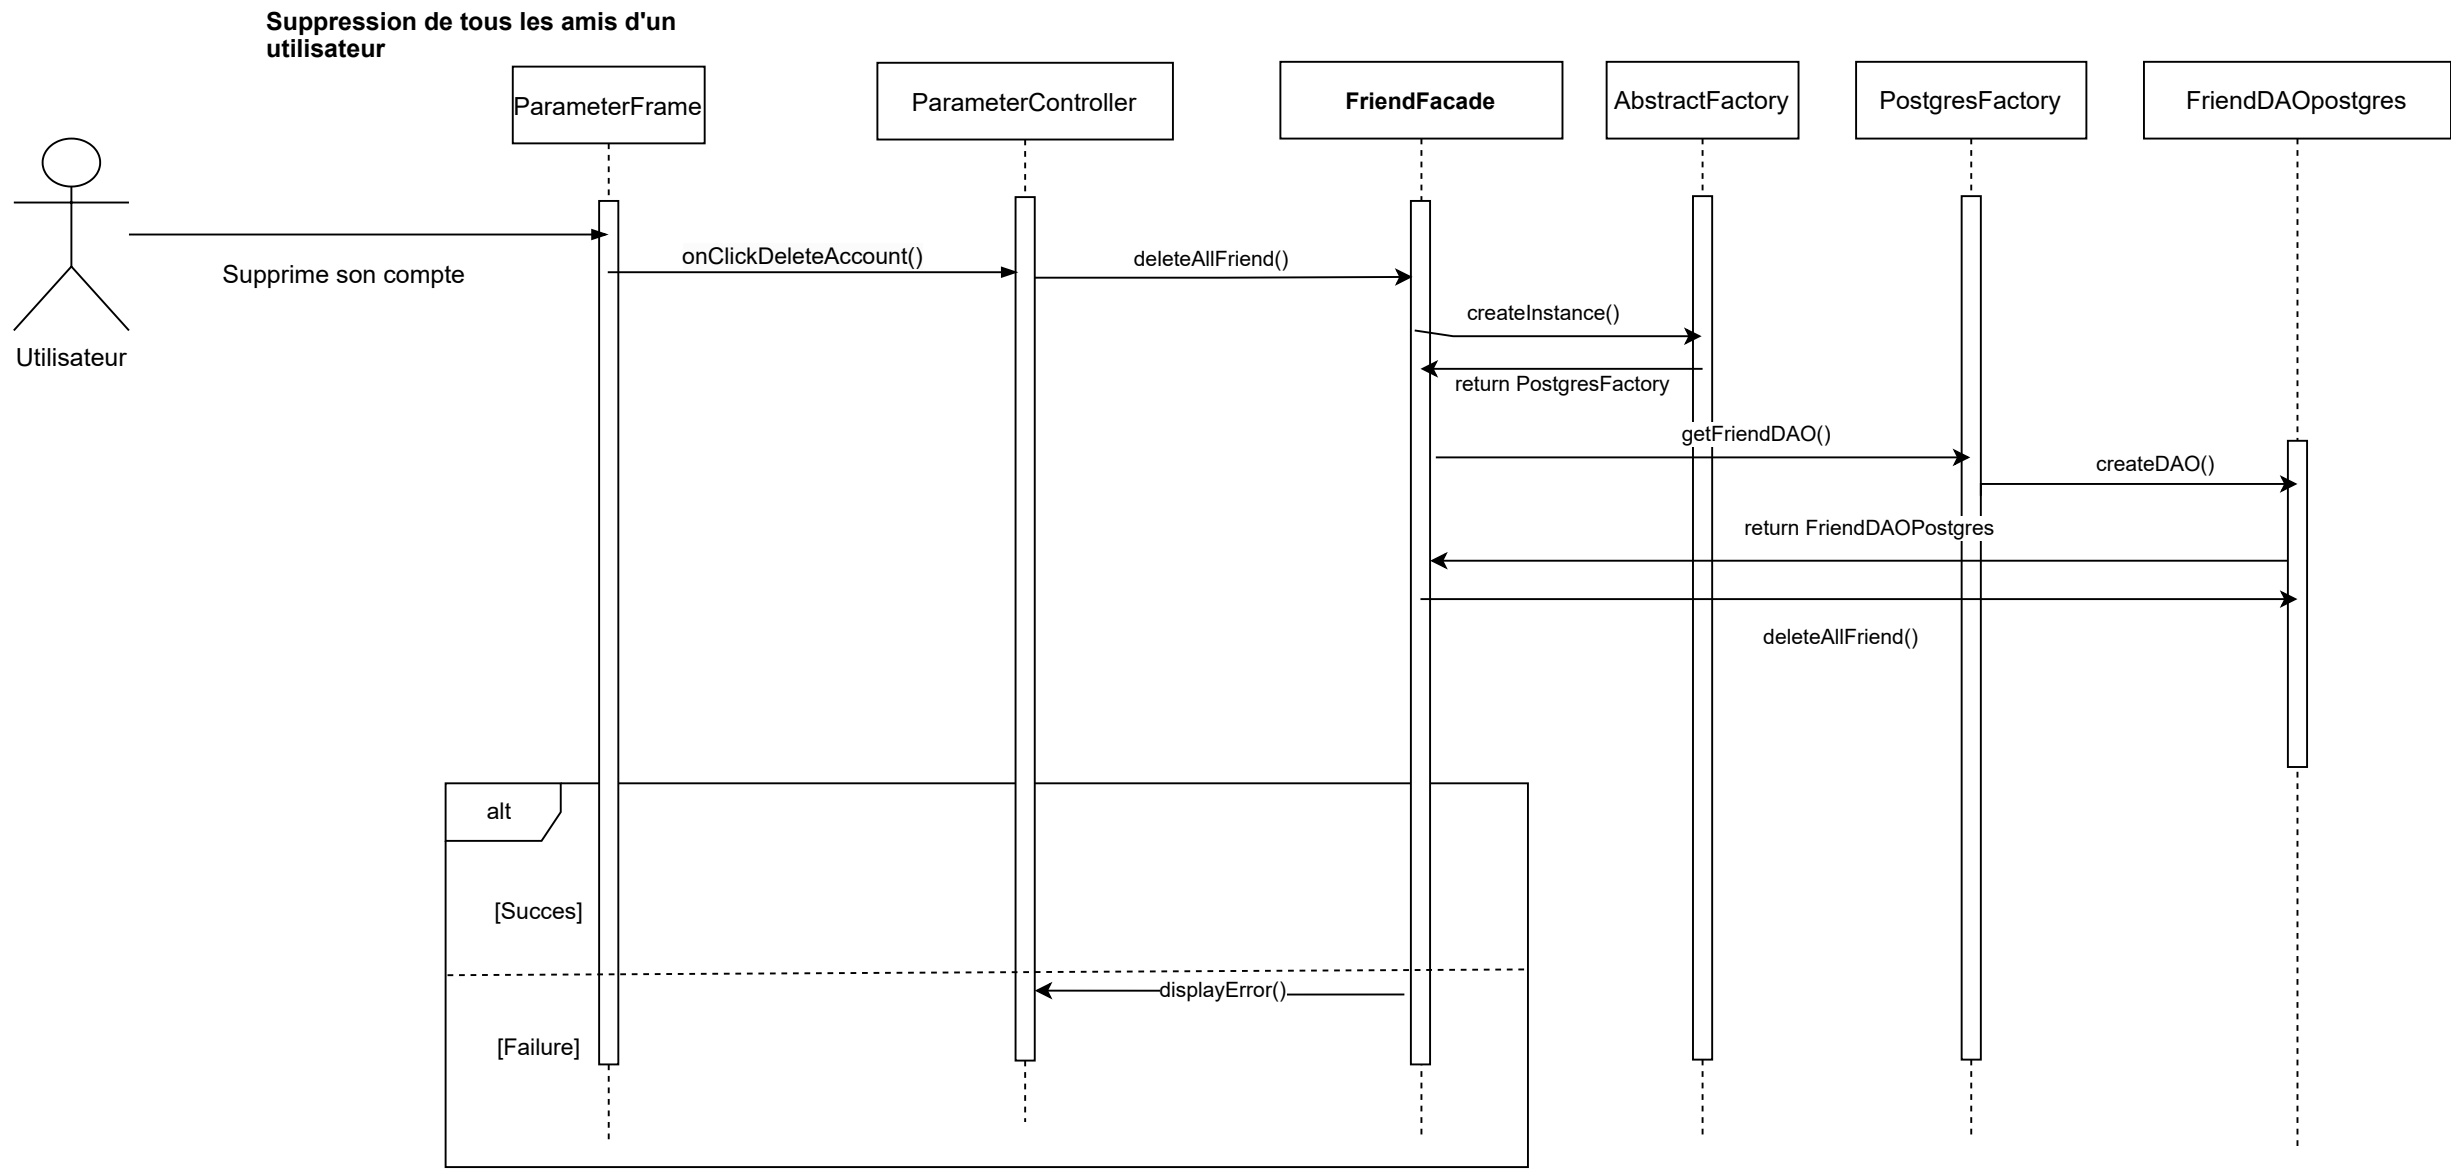 Suppression de tous les amis d'un
utilisateur
ParameterFrame
ParameterController
FriendFacade
AbstractFactory
PostgresFactory
FriendDAOpostgres
Utilisateur
Supprime son compte
onClickDeleteAccount()
deleteAllFriend()
createInstance()
return PostgresFactory
getFriendDAO()
createDAO()
return FriendDAOPostgres
deleteAllFriend()
alt
[Succes]
displayError()
[Failure]